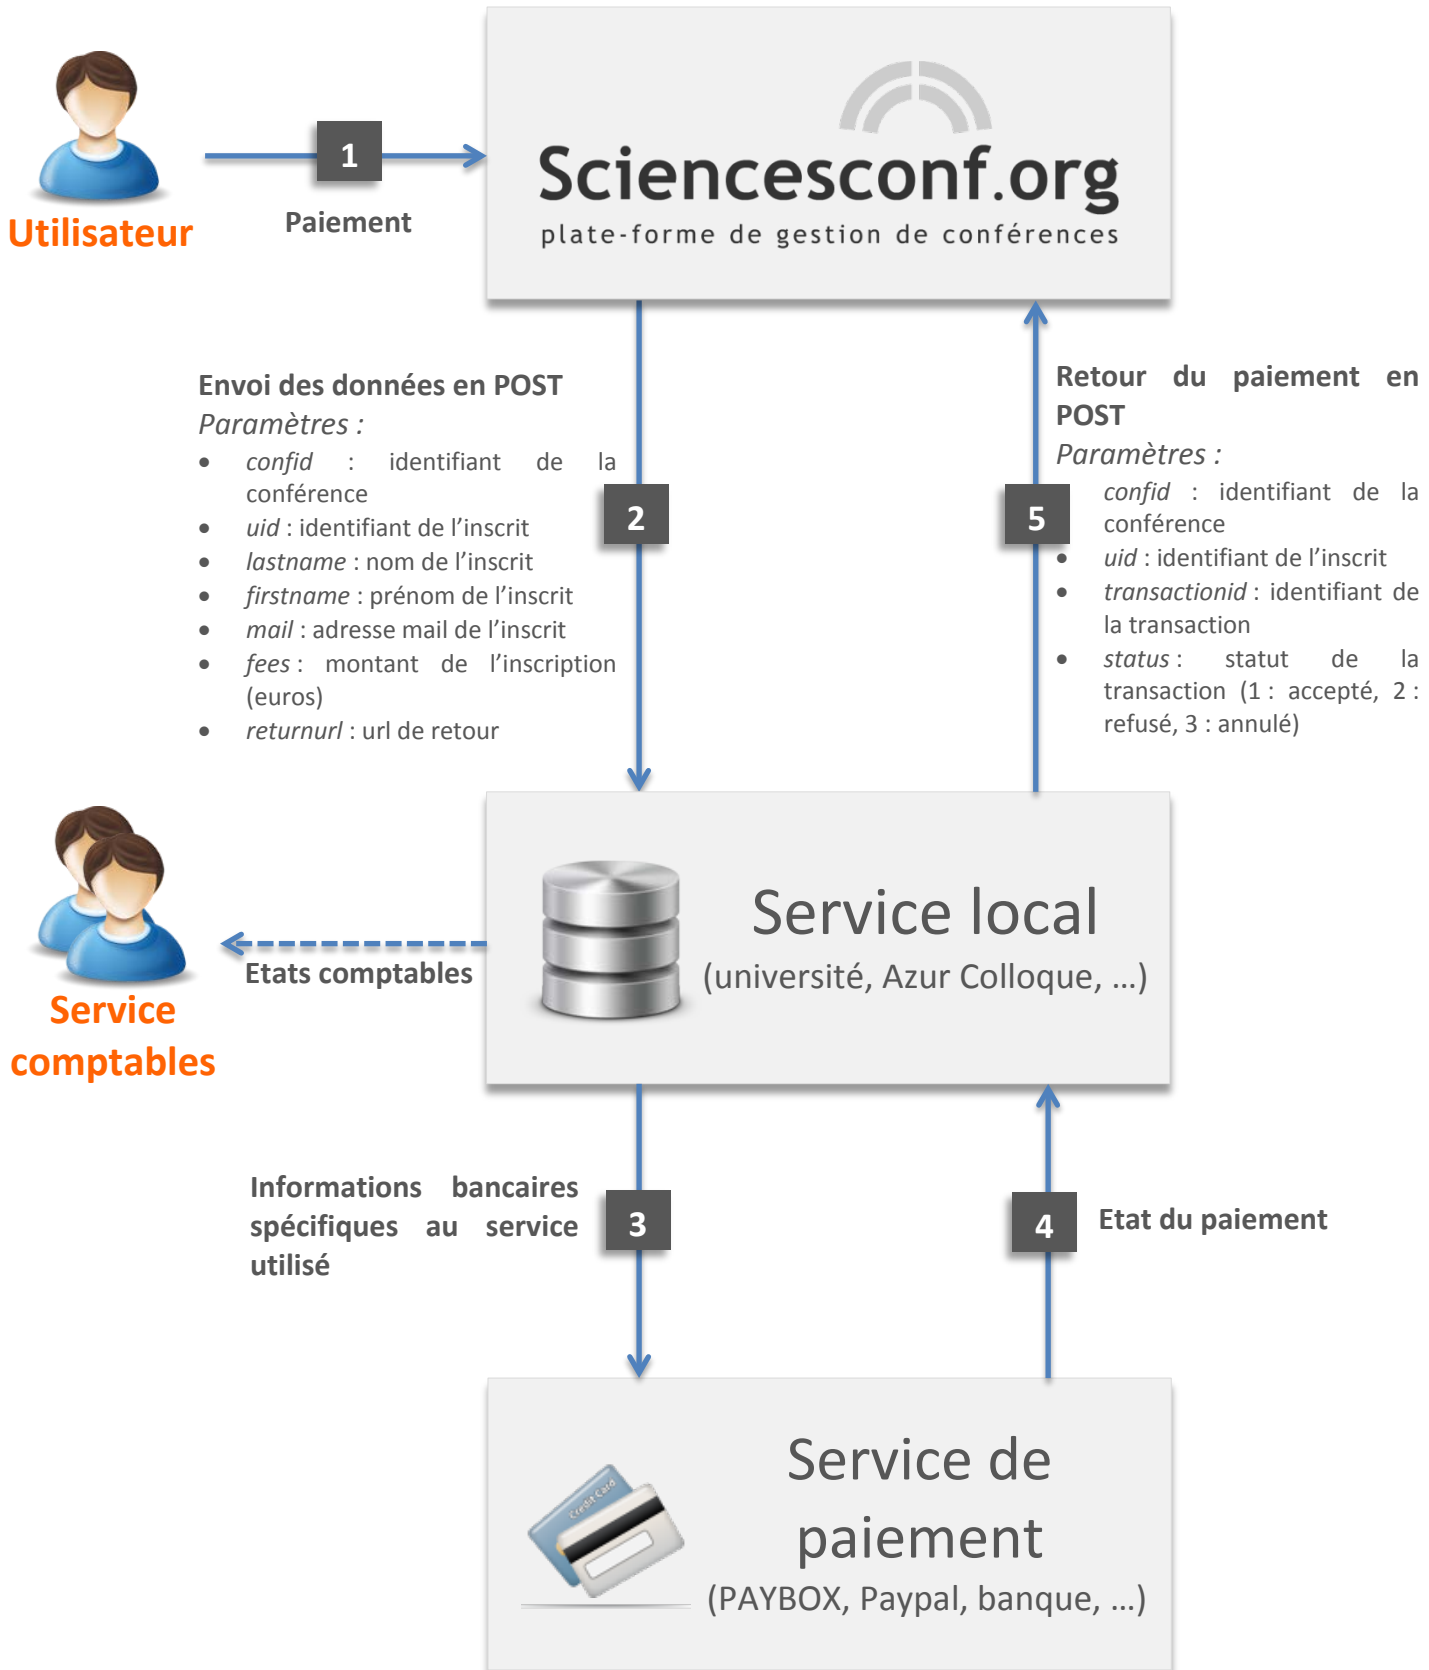 Sciencesconf.org
plate-forme de gestion de conférences
1
Paiement
Utilisateur
Envoi des données en POST
Paramètres :
• confid : identifiant de la
conférence
• uid : identifiant de l’inscrit
• lastname : nom de l’inscrit
• firstname : prénom de l’inscrit
• mail : adresse mail de l’inscrit
• fees : montant de l’inscription
(euros)
• returnurl : url de retour
2
Retour du paiement en
POST
Paramètres :
confid : identifiant de la
conférence
• uid : identifiant de l’inscrit
• transactionid : identifiant de
la transaction
• status : statut de la
transaction (1 : accepté, 2 :
refusé, 3 : annulé)
5
Service local
(université, Azur Colloque, …)
Etats comptables
Service
comptables
Informations bancaires
spécifiques au service
utilisé
3
4
Etat du paiement
Service de
paiement
(PAYBOX, Paypal, banque, …)
Credit Card